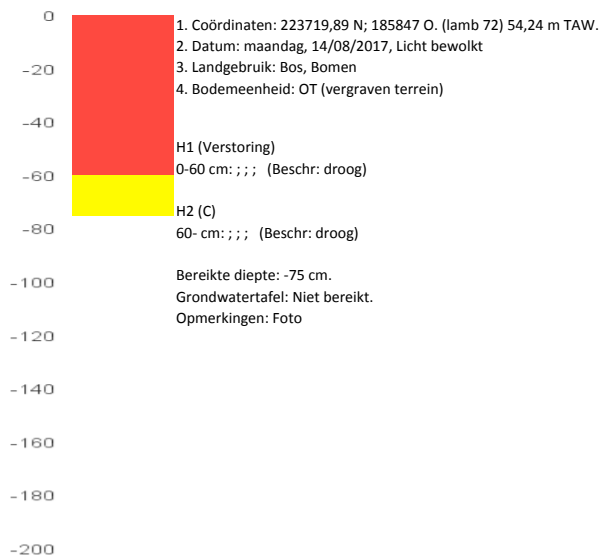 0
-20
-40
-60
-80
-100
-120
-140
-160
-180
-200
1. Coördinaten: 223719,89 N; 185847 O. (lamb 72) 54,24 m TAW.
2. Datum: maandag, 14/08/2017, Licht bewolkt
3. Landgebruik: Bos, Bomen
4. Bodemeenheid: OT (vergraven terrein)
H1 (Verstoring)
0-60 cm: ; ; ; (Beschr: droog)
H2 (C)
60- cm: ; ; ; (Beschr: droog)
Bereikte diepte: -75 cm.
Grondwatertafel: Niet bereikt.
Opmerkingen: Foto